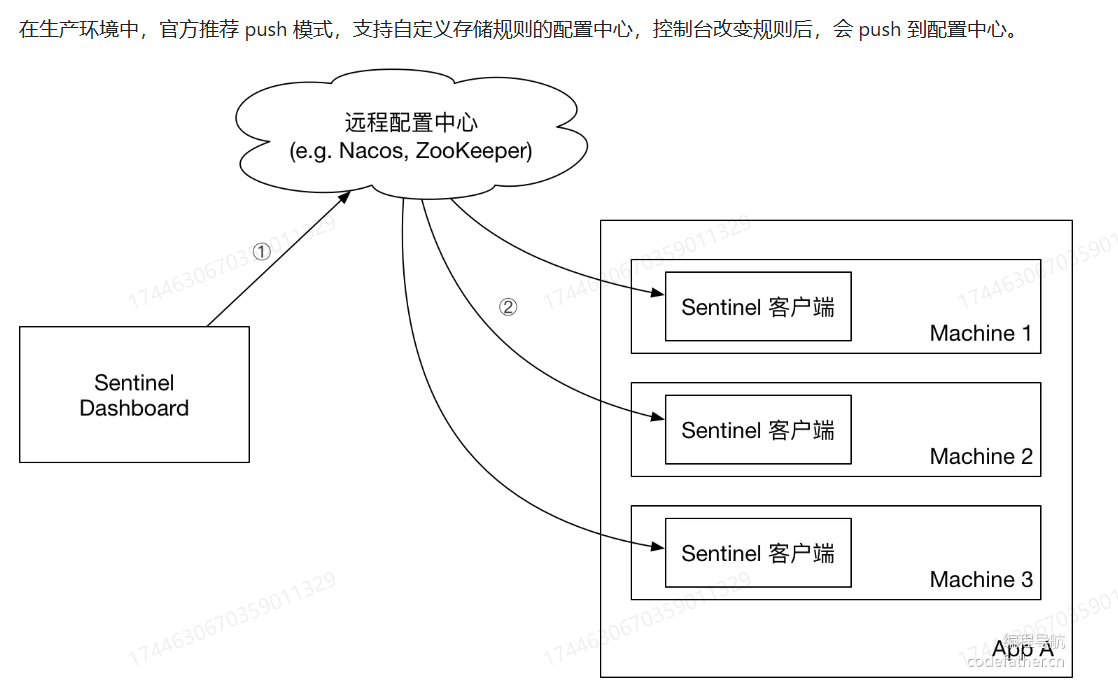 在生产环境中，官方推荐 push 模式，支持自定义存储规则的配置中心，控制台改变规则后，会 push 到配置中心。
远程配置中心
(e.g. Nacos, ZooKeeper)
①
②
Sentinel
Dashboard
Sentinel 客户端
Machine 1
Sentinel 客户端
Machine 2
Sentinel 客户端
Machine 3
App A
编程导航
codefather.cn
1744630670359011329
1744630670359011329
1744630670359011329
1744630670359011329
1744630670359011329